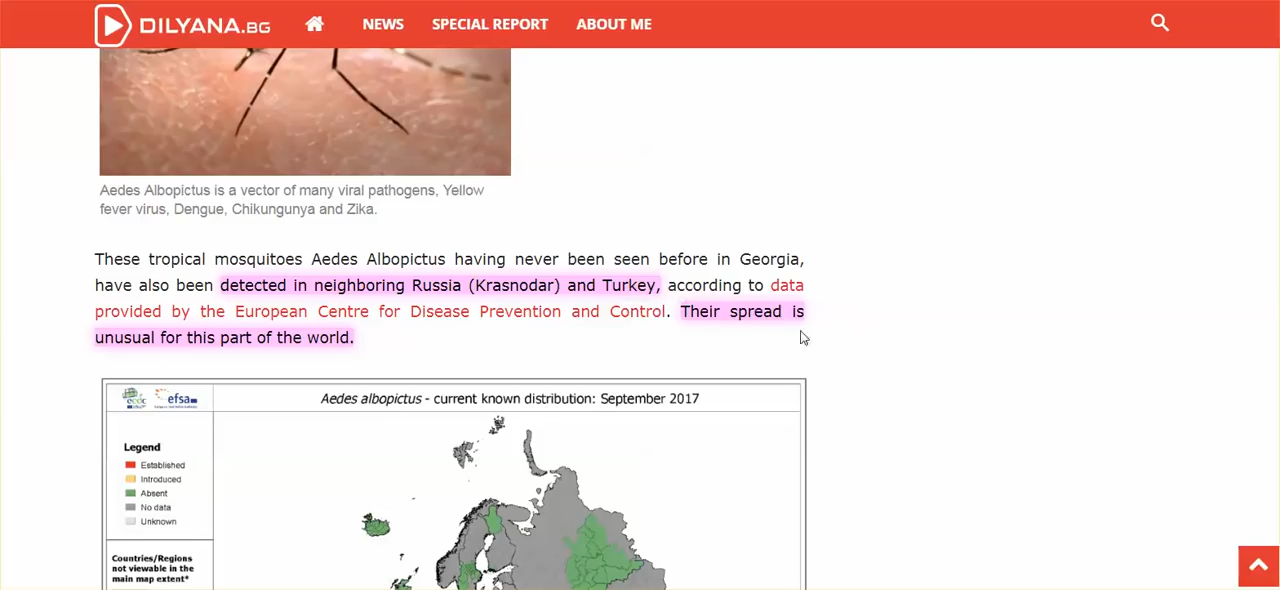 DILYANA.BG
NEWS
SPECIAL REPORT
ABOUT ME
Aedes Albopictus is a vector of many viral pathogens, Yellow
fever virus, Dengue, Chikungunya and Zika.
These tropical mosquitoes Aedes Albopictus having never been seen before in Georgia,
have also been detected in neighboring Russia (Krasnodar) and Turkey, according to data
provided by the European Centre for Disease Prevention and Control. Their spread is
unusual for this part of the world.
ecdc
efsa
Aedes albopictus - current known distribution: September 2017
Legend
Established
Introduced
Absent
No data
Unknown
Countries/Regions
not viewable in the
main map extent*